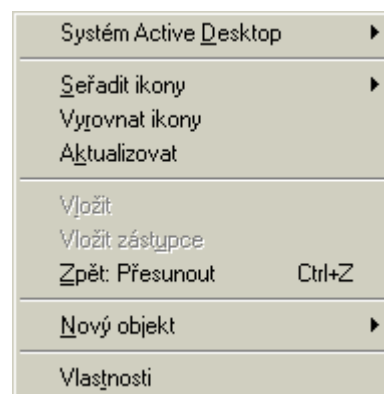 Systém Active Desktop
Seřadit ikony
Vyrovnat ikony
Aktualizovat
Vložit
Vložit zástupce
Zpět: Přesunout Ctrl+Z
Nový objekt
Vlastnosti